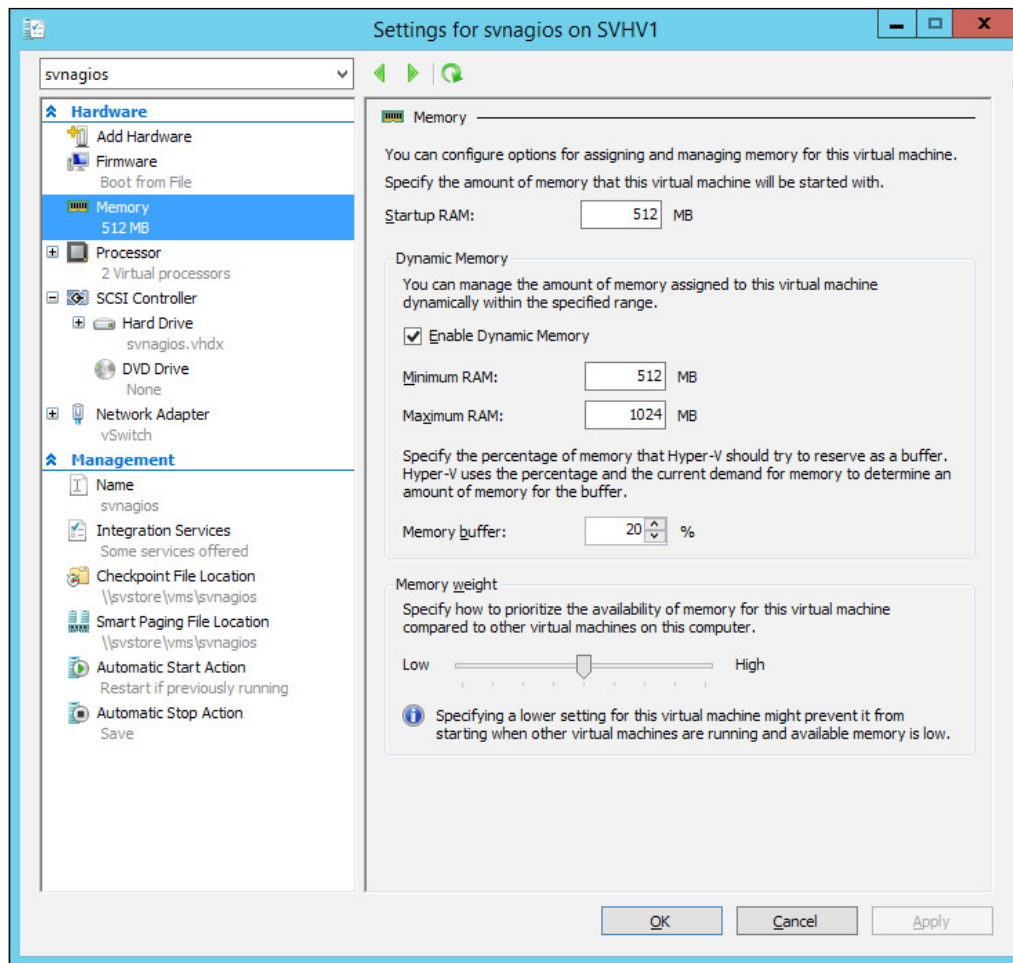 Settings for svnagios on SVHV1
svnagios
Hardware
Add Hardware
Firmware
Boot from File
Memory
512 MB
Processor
2 Virtual processors
SCSI Controller
Hard Drive
svnagios.vhdx
DVD Drive
None
Network Adapter
vSwitch
Management
Name
svnagios
Integration Services
Some services offered
Checkpoint File Location
\\svstore\vms\svnagios
Smart Paging File Location
\\svstore\vms\svnagios
Automatic Start Action
Restart if previously running
Automatic Stop Action
Save
Memory
You can configure options for assigning and managing memory for this virtual machine.
Specify the amount of memory that this virtual machine will be started with.
Startup RAM: 512 MB
Dynamic Memory
You can manage the amount of memory assigned to this virtual machine
dynamically within the specified range.
Enable Dynamic Memory
Minimum RAM: 512 MB
Maximum RAM: 1024 MB
Specify the percentage of memory that Hyper-V should try to reserve as a buffer.
Hyper-V uses the percentage and the current demand for memory to determine an
amount of memory for the buffer.
Memory buffer: 20 %
Memory weight
Specify how to prioritize the availability of memory for this virtual machine
compared to other virtual machines on this computer.
Low High
Specifying a lower setting for this virtual machine might prevent it from
starting when other virtual machines are running and available memory is low.
OK Cancel Apply